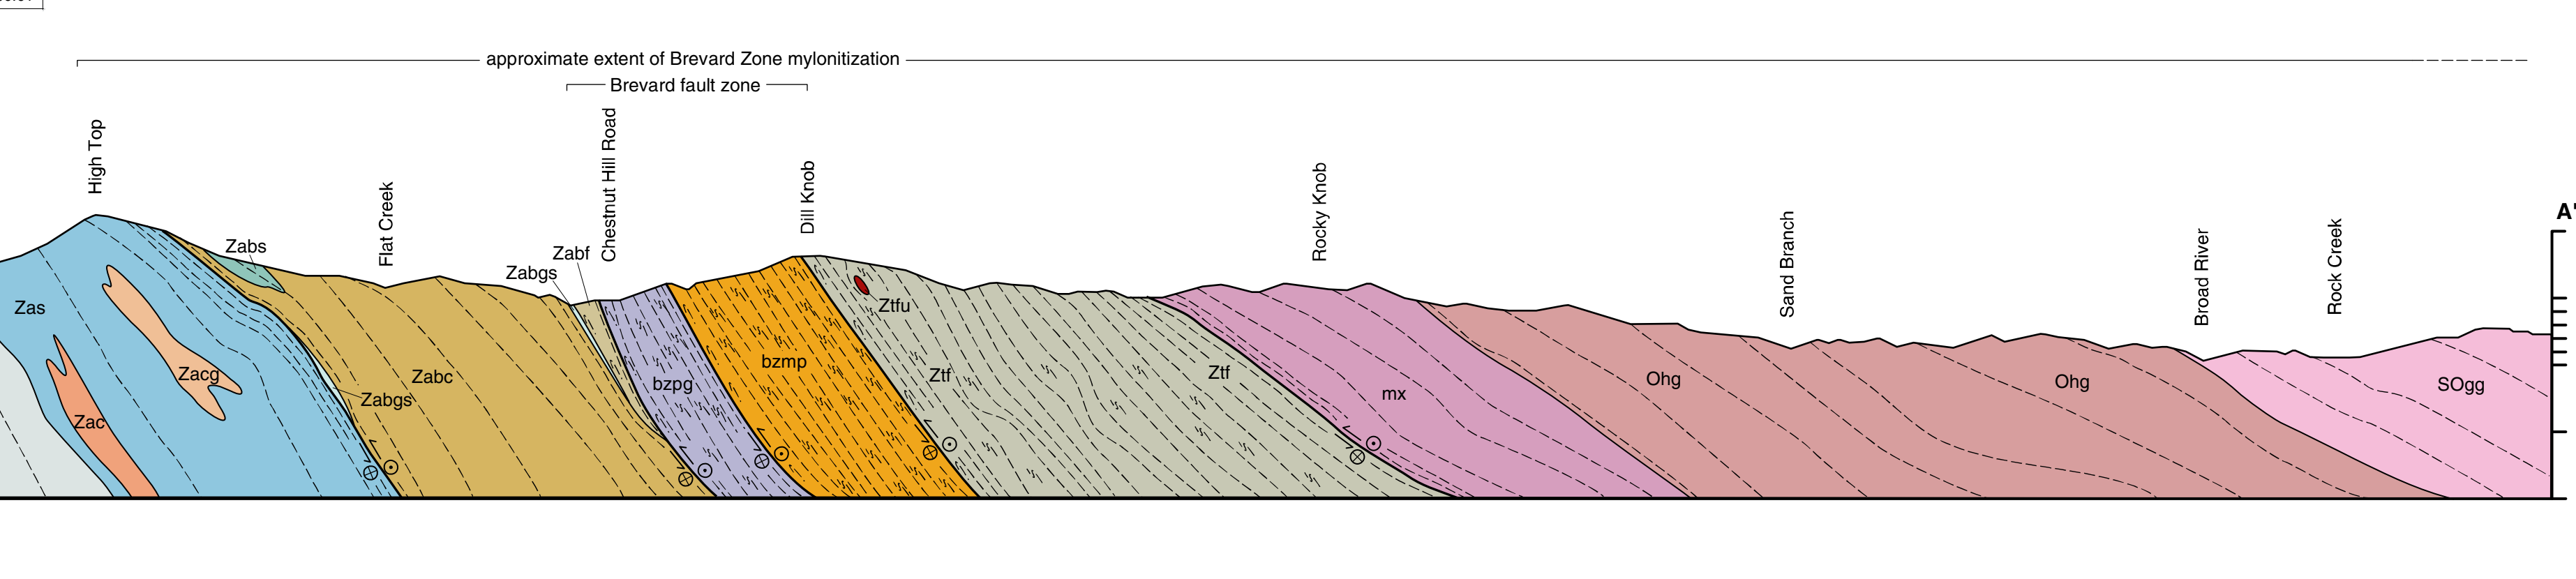 approximate extent of Brevard Zone mylonitization
Brevard fault zone
High Top
Flat Creek
Chestnut Hill Road
Dill Knob
Rocky Knob
Sand Branch
Broad River
Rock Creek
A'
Zabs
Zabf
Zabgs
Zas
Ztfu
bzmp
Zacg
Zabc
bzpg
Ztf
Ztf
mx
Ohg
Ohg
SOgg
Zabgs
Zac